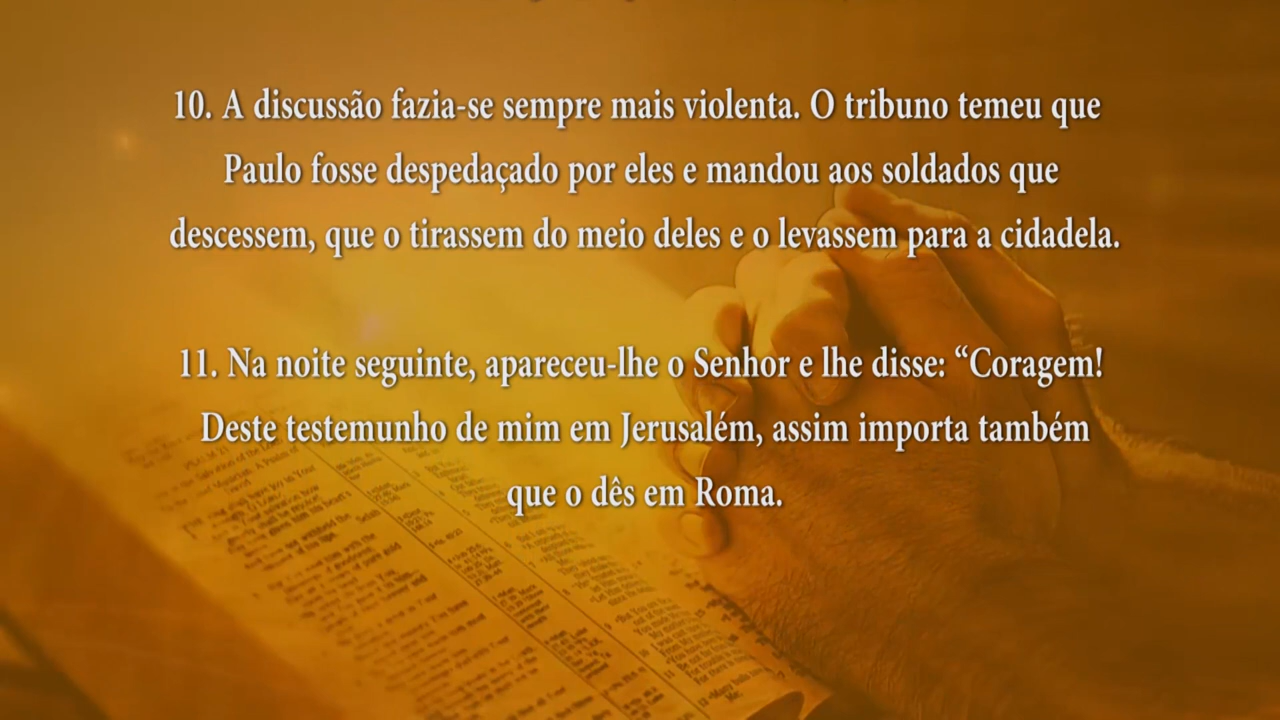 10. A discussão fazia-se sempre mais violenta. O tribuno temeu que
Paulo fosse despedaçado por eles e mandou aos soldados que
descessem, que o tirassem do meio deles e o levassem para a cidadela.
11. Na noite seguinte, apareceu-lhe o Senhor e lhe disse: “Coragem!
Deste testemunho de mim em Jerusalém, assim importa também
que o dês em Roma.